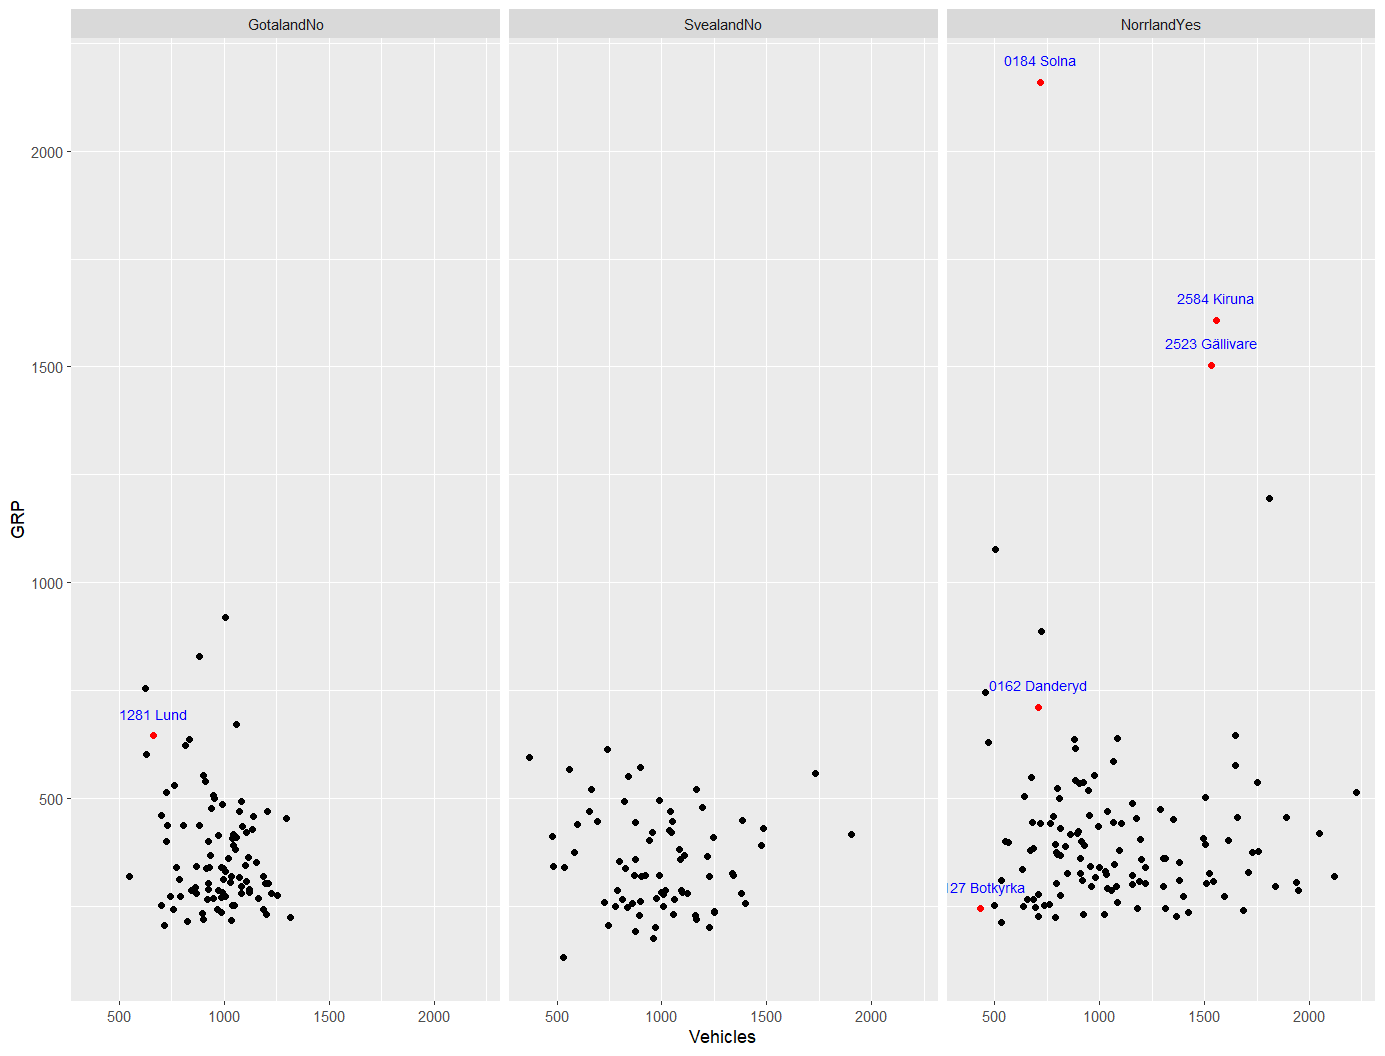 GotalandNo
SvealandNo
NorrlandYes
0184 Solna
2000
2584 Kiruna
2523 Gällivare
1500
GRP
1000
0162 Danderyd
1281 Lund
500
127 Botkyrka
500 1000 1500 2000
500 1000 1500 2000
500 1000 1500 2000
Vehicles